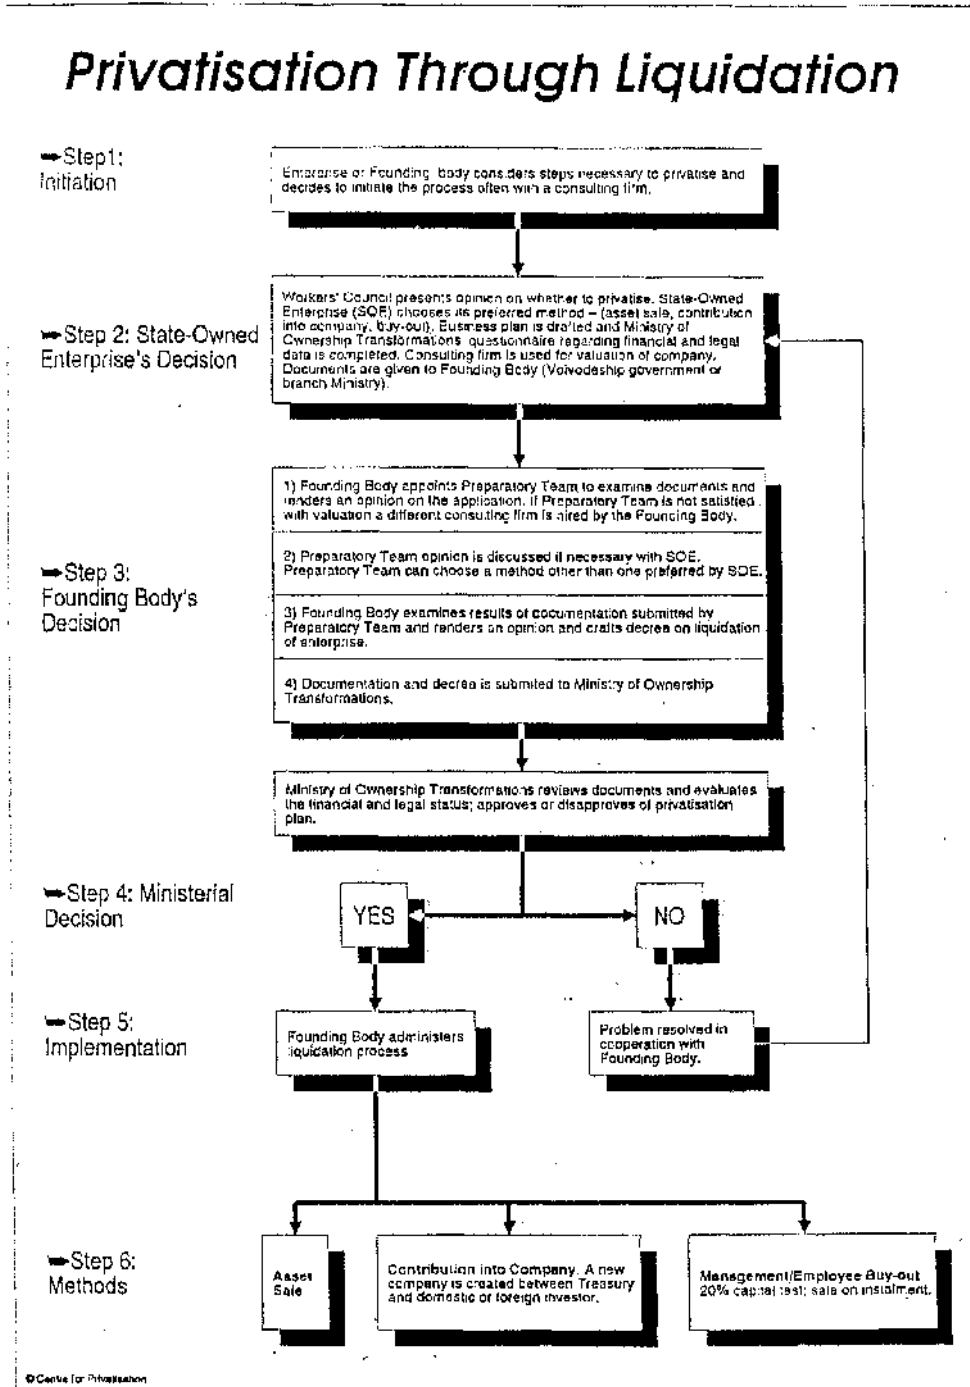 Privatisation Through Liquidation
Step1:
Initiation
Enterprise or Founding body considers steps necessary to privatise and
decides to initiate the process often with a consulting firm.
Step 2: State-Owned
Enterprise's Decision
Workers' Council presents opinion on whether to privatise. State-Owned
Enterprise (SOE) chooses its preferred method – (asset sale, contribution
into company, buy-out). Business plan is drafted and Ministry of
Ownership Transformations questionnaire regarding financial and legal
data is completed. Consulting firm is used for valuation of company.
Documents are given to Founding Body (Voivodeship government or
branch Ministry).
Step 3:
Founding Body's
Decision
1) Founding Body appoints Preparatory Team to examine documents and
renders an opinion on the application. If Preparatory Team is not satisfied
with valuation a different consulting firm is hired by the Founding Body.
2) Preparatory Team opinion is discussed if necessary with SOE.
Preparatory Team can choose a method other than one preferred by SOE.
3) Founding Body examines results of documentation submitted by
Preparatory Team and renders an opinion and drafts decree on liquidation
of enterprise.
4) Documentation and decree is submited to Ministry of Ownership
Transformations.
Ministry of Ownership Transformations reviews documents and evaluates
the financial and legal status; approves or disapproves of privatisation
plan.
Step 4: Ministerial
Decision
YES
NO
Step 5:
Implementation
Founding Body administers
liquidation process
Problem resolved in
cooperation with
Founding Body.
Step 6:
Methods
Asset
Sale
Contribution into Company. A new
company is created between Treasury
and domestic or foreign investor.
Management/Employee Buy-out
20% capital test; sale on instalment.
© Centre for Privatisation